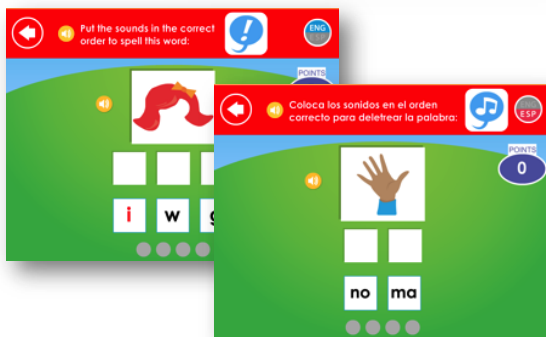 Put the sounds in the correct
order to spell this word:
ENG
ESP
POINTS
i w g
Coloca los sonidos en el orden
correcto para deletrear la palabra:
ENG
ESP
POINTS
0
no ma